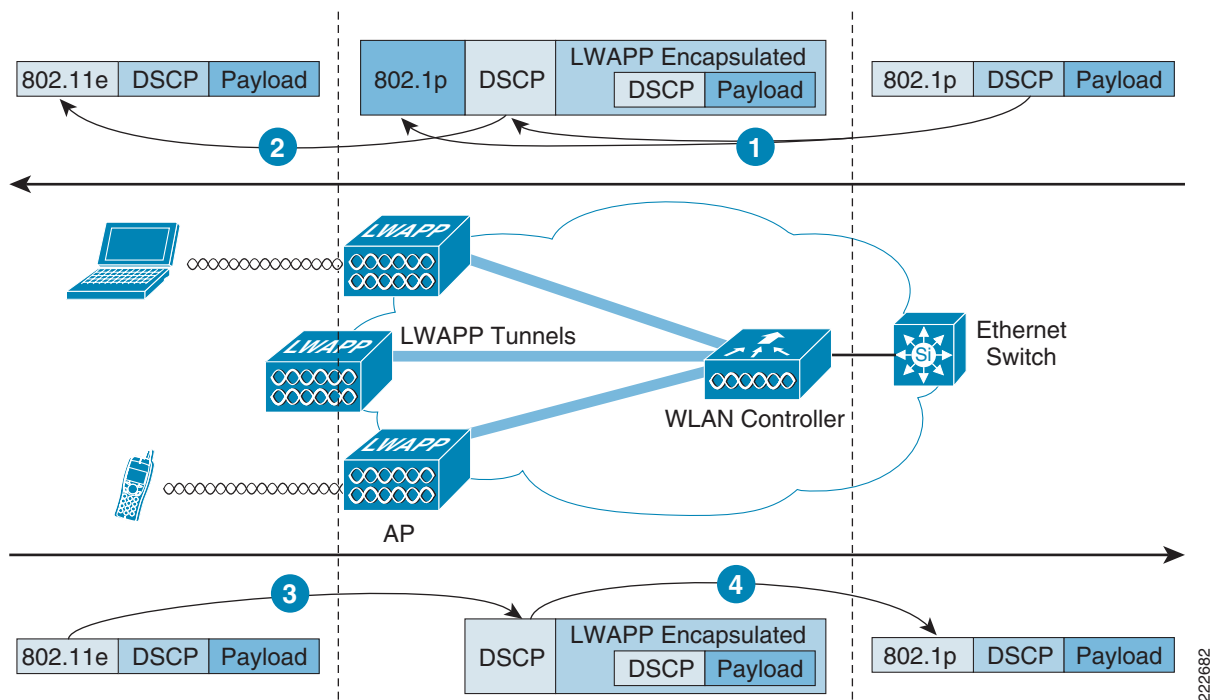 802.11e DSCP Payload
802.1p DSCP LWAPP Encapsulated
DSCP Payload
802.1p DSCP Payload
2
1
LWAPP
LWAPP Tunnels
LWAPP
Si
Ethernet
Switch
WLAN Controller
LWAPP
AP
3
4
802.11e DSCP Payload
DSCP LWAPP Encapsulated
DSCP Payload
802.1p DSCP Payload
222682